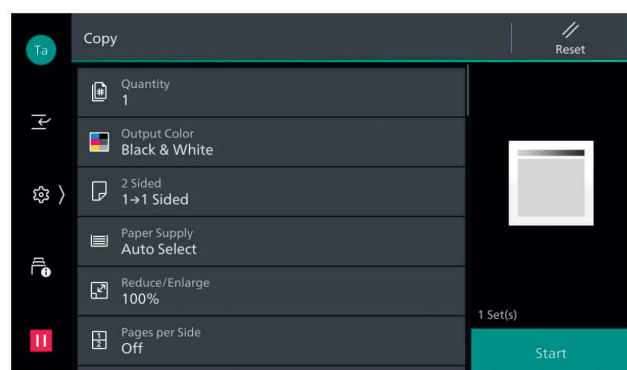 Ta
Copy
Reset
Quantity
1
Output Color
Black & White
2 Sided
1→1 Sided
Paper Supply
Auto Select
Reduce/Enlarge
100%
Pages per Side
Off
1 Set(s)
Start